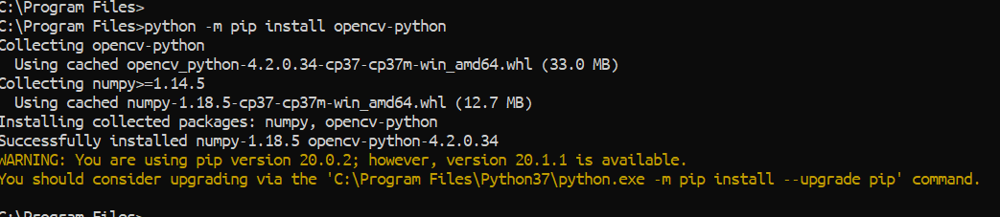 C:\Program Files>
C:\Program Files>python -m pip install opencv-python
Collecting opencv-python
  Using cached opencv_python-4.2.0.34-cp37-cp37m-win_amd64.whl (33.0 MB)
Collecting numpy>=1.14.5
  Using cached numpy-1.18.5-cp37-cp37m-win_amd64.whl (12.7 MB)
Installing collected packages: numpy, opencv-python
Successfully installed numpy-1.18.5 opencv-python-4.2.0.34
WARNING: You are using pip version 20.0.2; however, version 20.1.1 is available.
You should consider upgrading via the 'C:\Program Files\Python37\python.exe -m pip install --upgrade pip' command.
C:\Program Files>